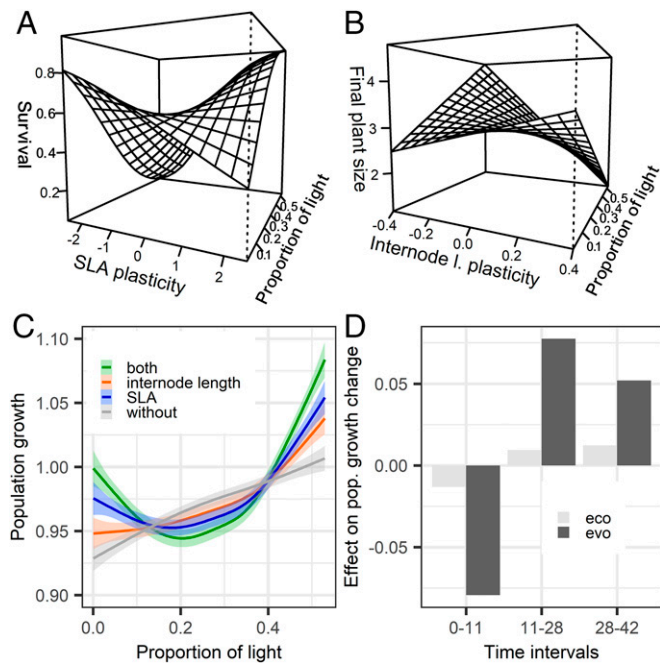 A
0.8
0.6
0.4
0.2
Survival
-2
-1
0
1
2
SLA plasticity
0.1
0.2
0.3
0.4
0.5
Proportion of light
B
4
3
2
Final plant size
-0.4
-0.2
0.0
0.2
0.4
Internode l. plasticity
0.1
0.2
0.3
0.4
0.5
Proportion of light
C
1.10
1.05
1.00
0.95
0.90
Population growth
both
internode length
SLA
without
0.0
0.2
0.4
Proportion of light
D
0.05
0.00
-0.05
Effect on pop. growth change
eco
evo
0-11
11-28
28-42
Time intervals